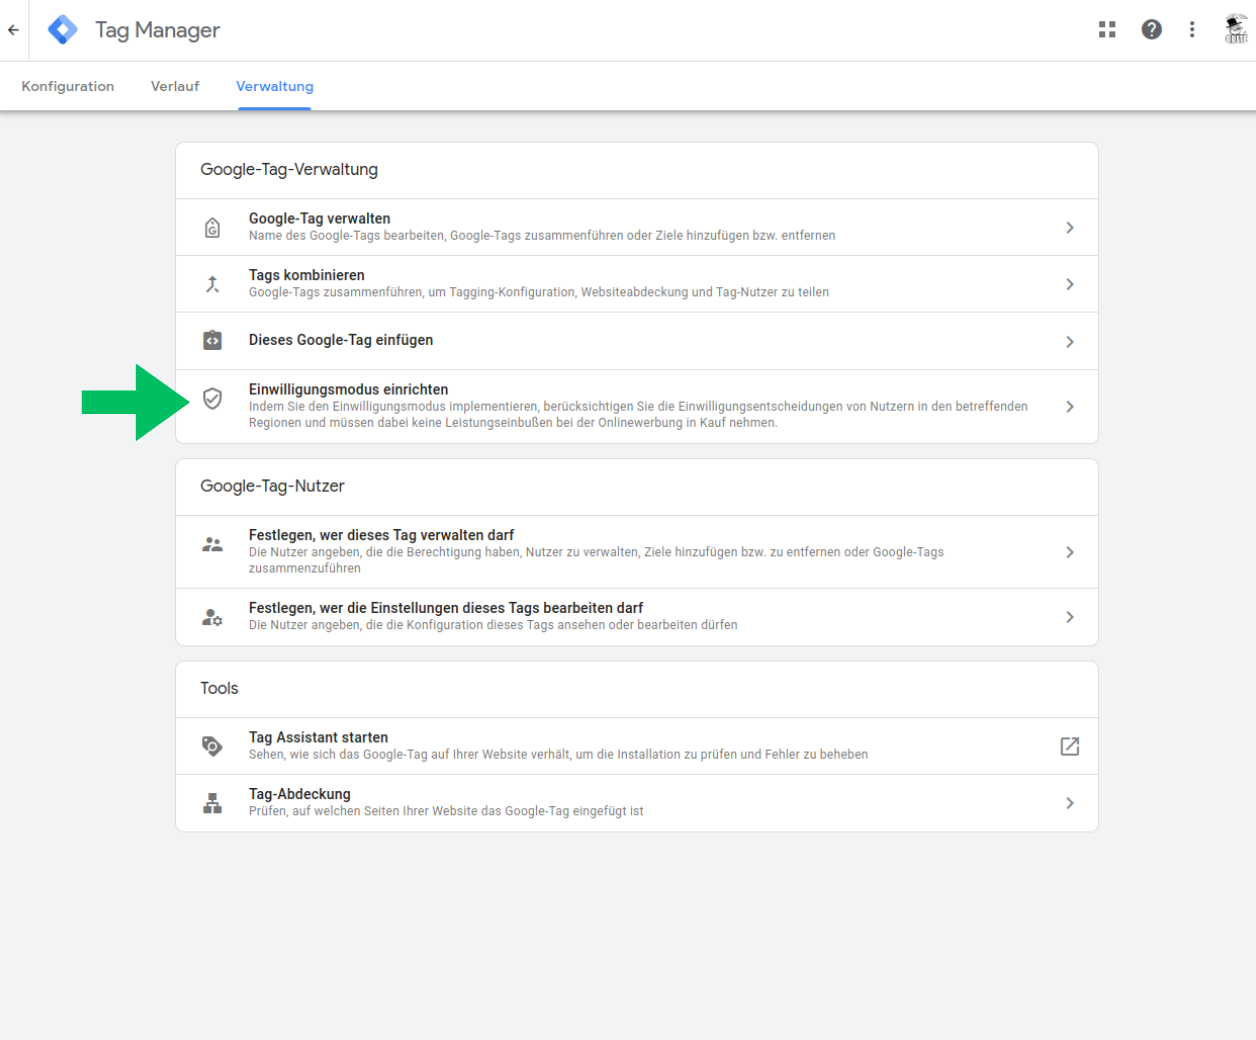 Tag Manager
Konfiguration
Verlauf
Verwaltung
Google-Tag-Verwaltung
Google-Tag verwalten
Name des Google-Tags bearbeiten, Google-Tags zusammenführen oder Ziele hinzufügen bzw. entfernen
Tags kombinieren
Google-Tags zusammenführen, um Tagging-Konfiguration, Websiteabdeckung und Tag-Nutzer zu teilen
Dieses Google-Tag einfügen
Einwilligungsmodus einrichten
Indem Sie den Einwilligungsmodus implementieren, berücksichtigen Sie die Einwilligungsentscheidungen von Nutzern in den betreffenden
Regionen und müssen dabei keine Leistungseinbußen bei der Onlinewerbung in Kauf nehmen.
Google-Tag-Nutzer
Festlegen, wer dieses Tag verwalten darf
Die Nutzer angeben, die die Berechtigung haben, Nutzer zu verwalten, Ziele hinzufügen bzw. zu entfernen oder Google-Tags
zusammenzuführen
Festlegen, wer die Einstellungen dieses Tags bearbeiten darf
Die Nutzer angeben, die die Konfiguration dieses Tags ansehen oder bearbeiten dürfen
Tools
Tag Assistant starten
Sehen, wie sich das Google-Tag auf Ihrer Website verhält, um die Installation zu prüfen und Fehler zu beheben
Tag-Abdeckung
Prüfen, auf welchen Seiten Ihrer Website das Google-Tag eingefügt ist